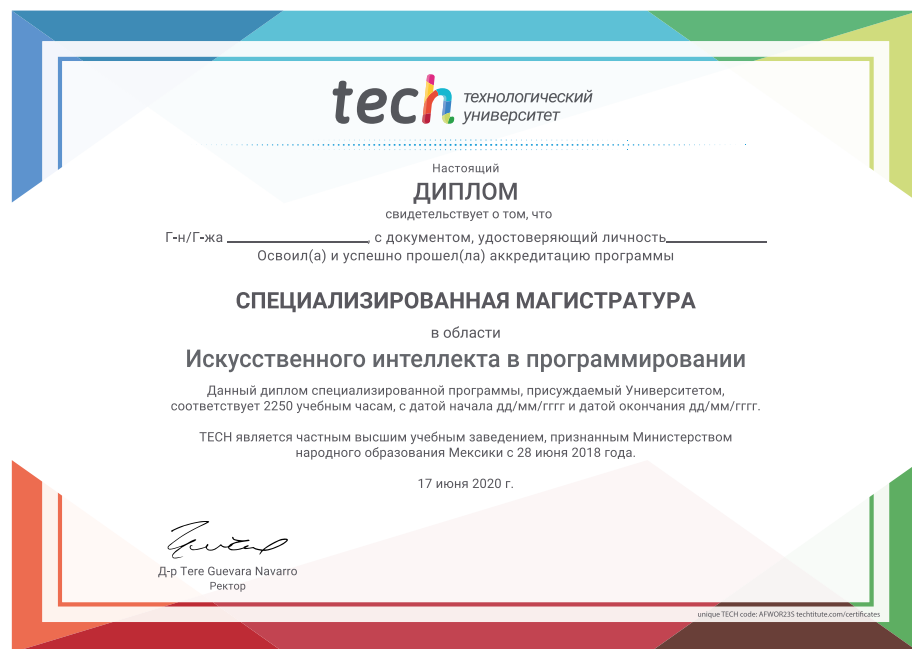 tech технологический
университет
Настоящий
ДИПЛОМ
свидетельствует о том, что
Г-н/Г-жа ____________________, с документом, удостоверяющий личность______________
Освоил(а) и успешно прошел(ла) аккредитацию программы
СПЕЦИАЛИЗИРОВАННАЯ МАГИСТРАТУРА
в области
Искусственного интеллекта в программировании
Данный диплом специализированной программы, присуждаемый Университетом,
соответствует 2250 учебным часам, с датой начала дд/мм/гггг и датой окончания дд/мм/гггг.
TECH является частным высшим учебным заведением, признанным Министерством
народного образования Мексики с 28 июня 2018 года.
17 июня 2020 г.
Д-р Tere Guevara Navarro
Ректор
unique TECH code: AFWOR23S techtitute.com/certificates